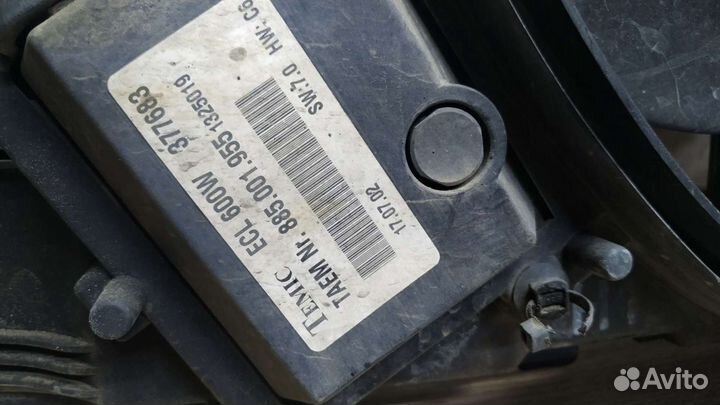 TEMIC ECL 600W 377683
TAEM Nr. 885.001.955 1325019
SW:7.0 HW: C6
17.07.02
Avito